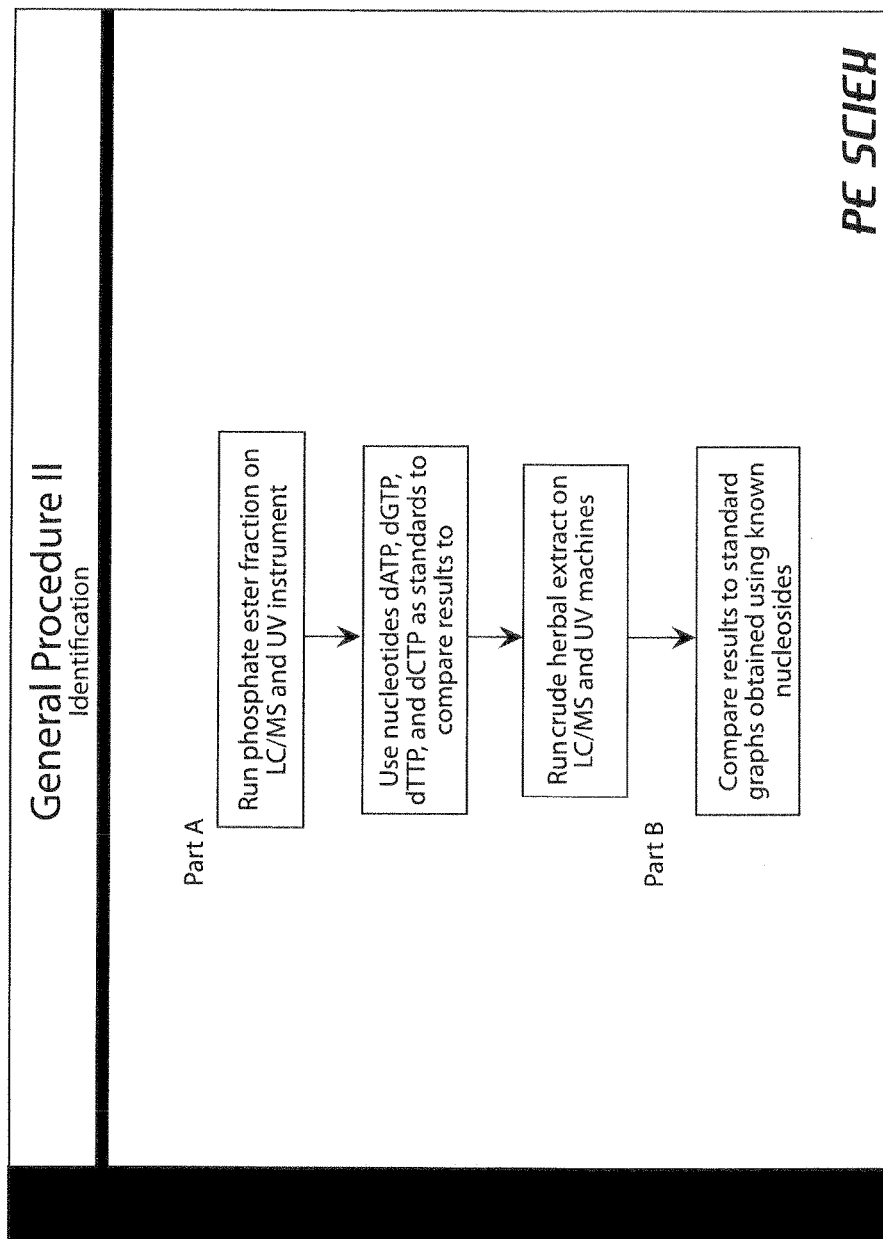 General Procedure II
Identification
Part A
Run phosphate ester fraction on
LC/MS and UV instrument
Use nucleotides dATP, dGTP,
dTTP, and dCTP as standards to
compare results to
Runcrude herbal extract on
LC/MS and UV machines
Part B
Compare results to standard
graphs obtained using known
nucleosides
PE SCIEX